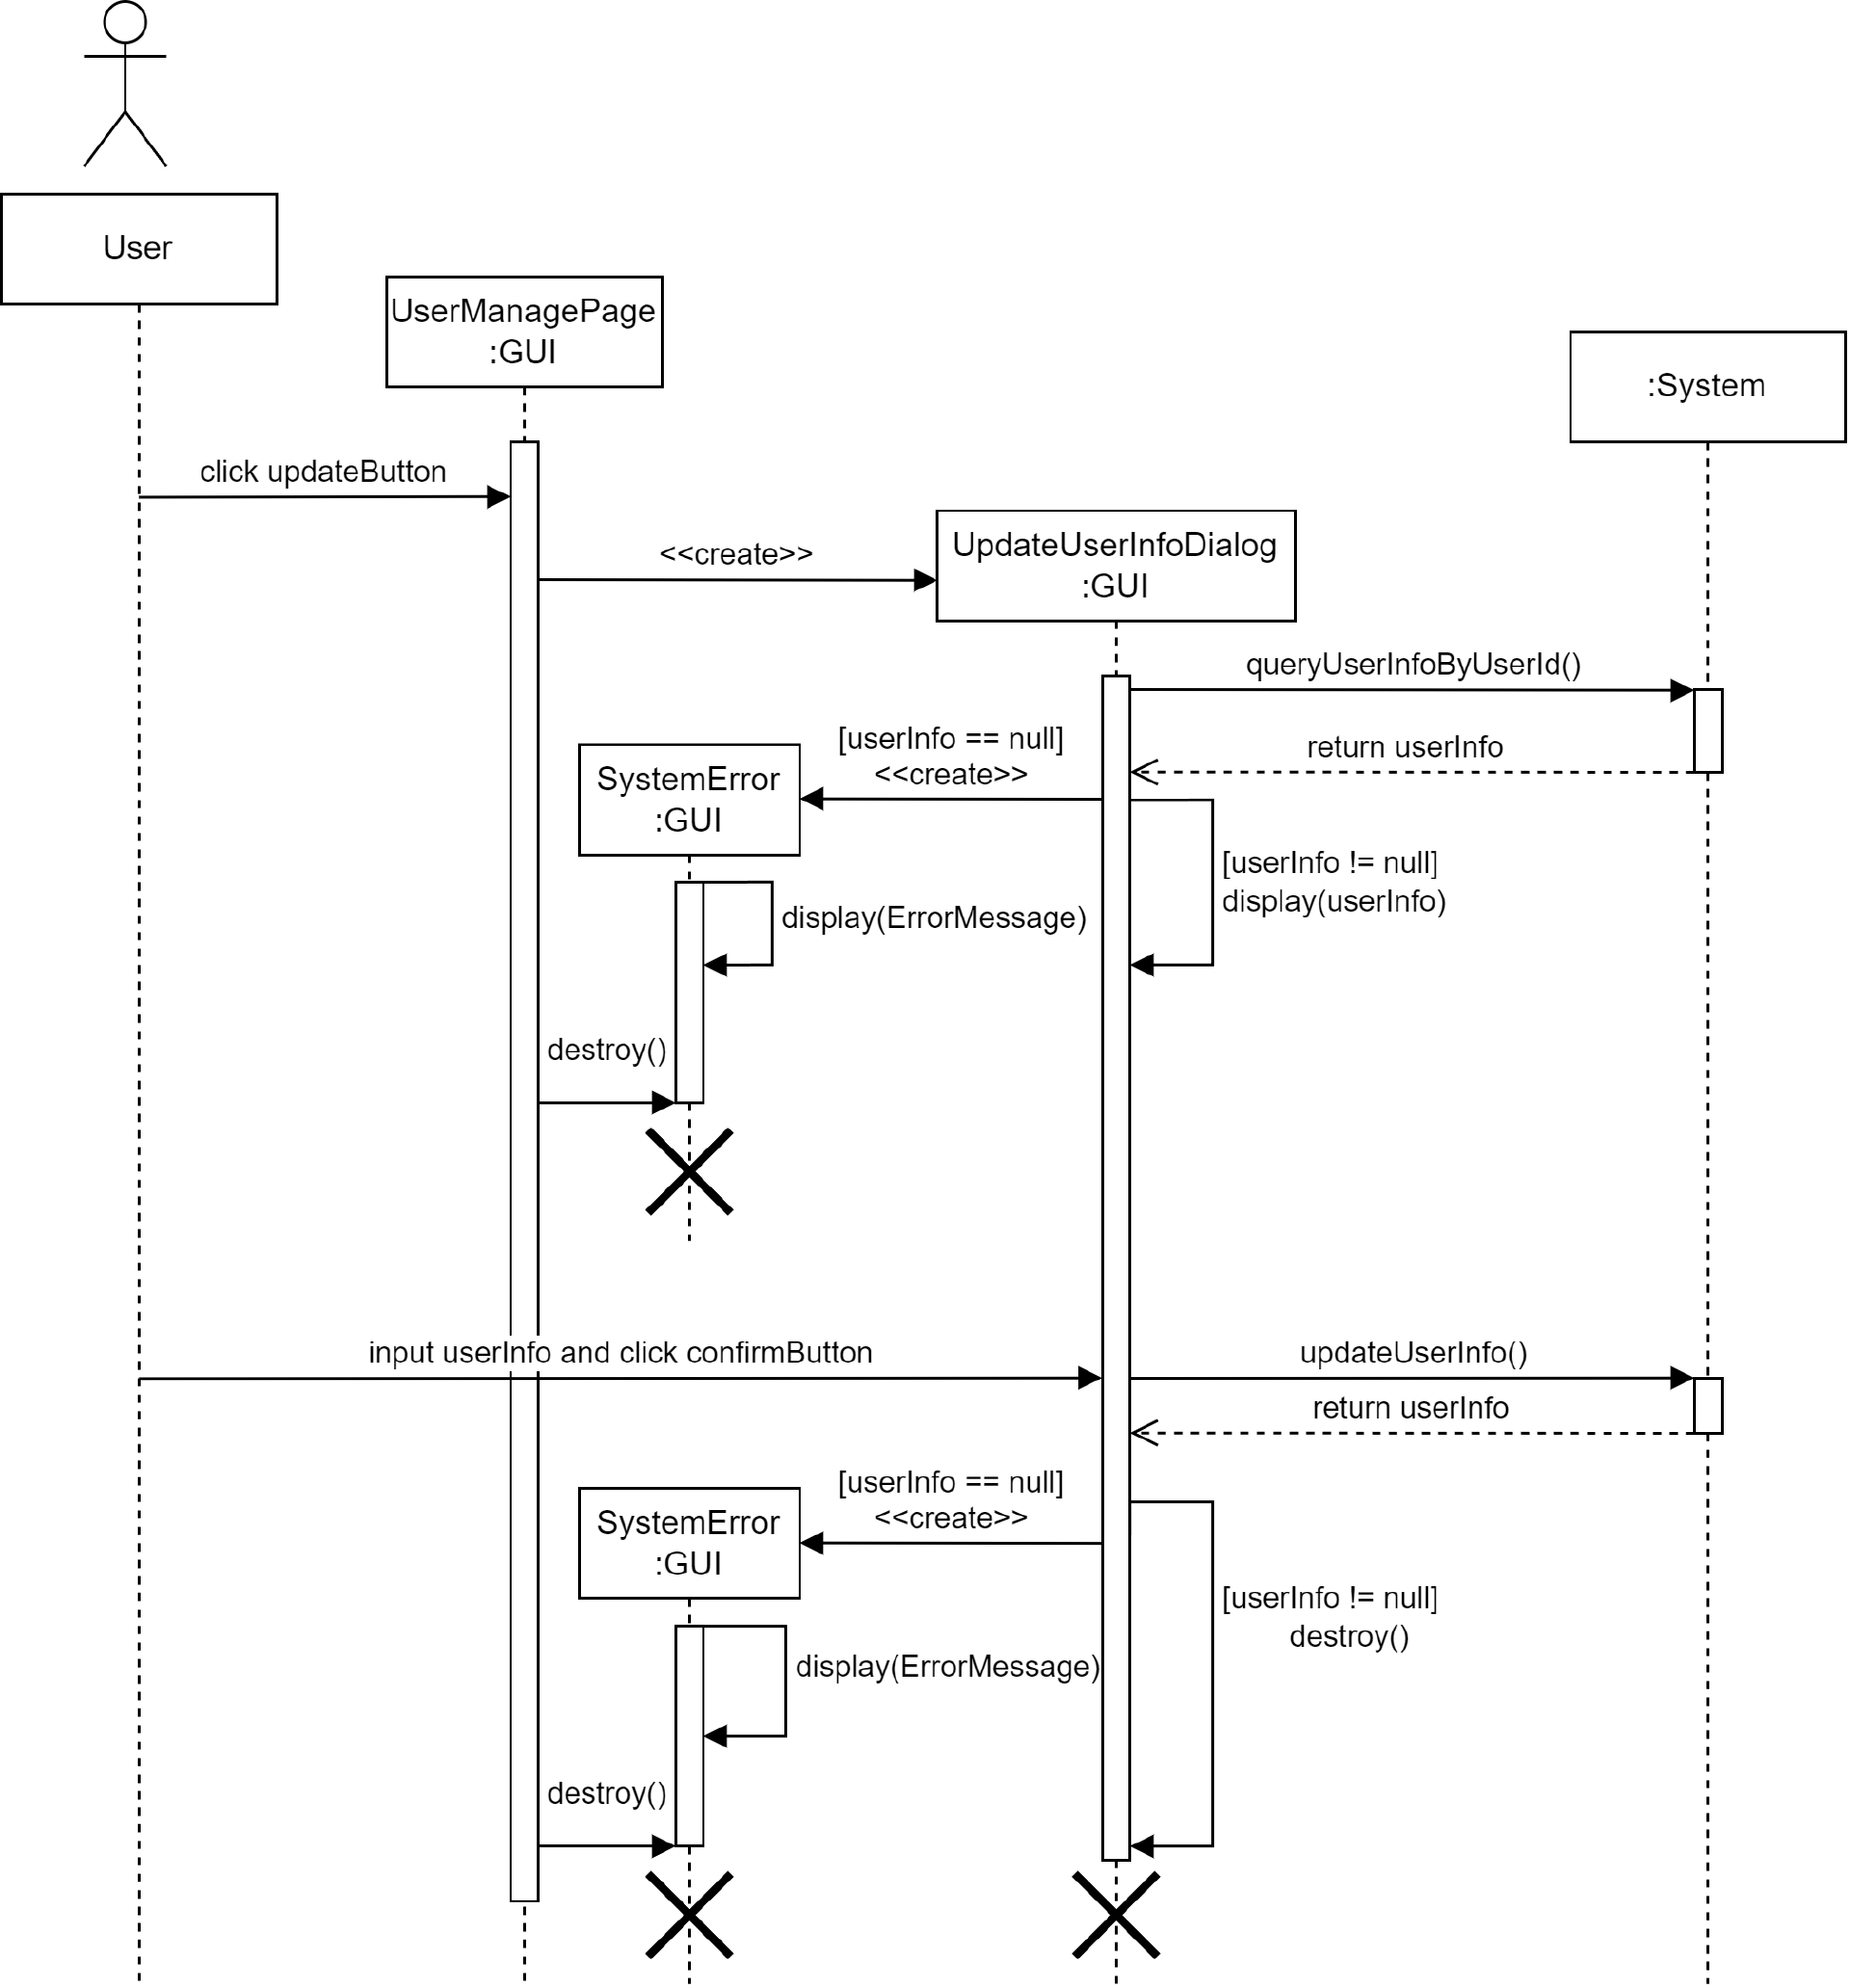 User
UserManagePage
:GUI
:System
click updateButton
<<create>>
UpdateUserInfoDialog
:GUI
queryUserInfoByUserId()
return userInfo
[userInfo == null]
<<create>>
SystemError
:GUI
[userInfo != null]
display(userInfo)
display(ErrorMessage)
destroy()
input userInfo and click confirmButton
updateUserInfo()
return userInfo
[userInfo == null]
<<create>>
SystemError
:GUI
[userInfo != null]
destroy()
display(ErrorMessage)
destroy()